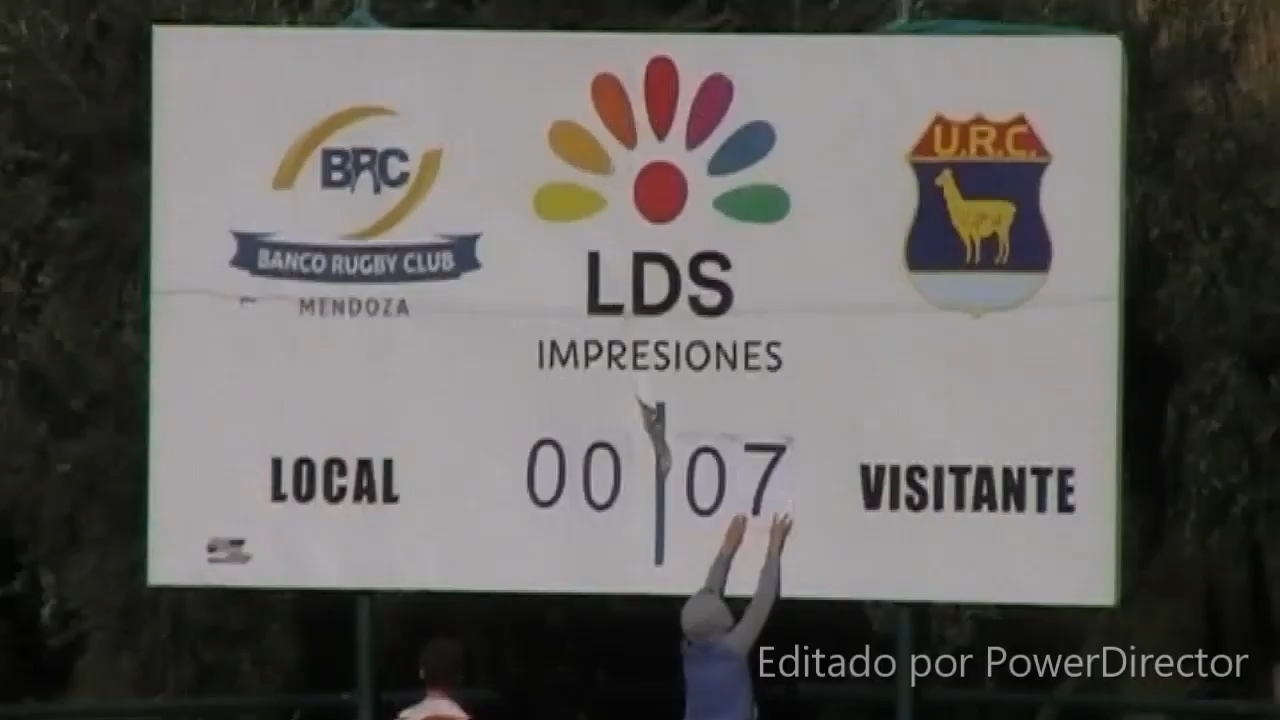 BRC
BANCO RUGBY CLUB
MENDOZA
LDS
IMPRESIONES
U.R.C.
LOCAL
00
07
VISITANTE
Editado por PowerDirector